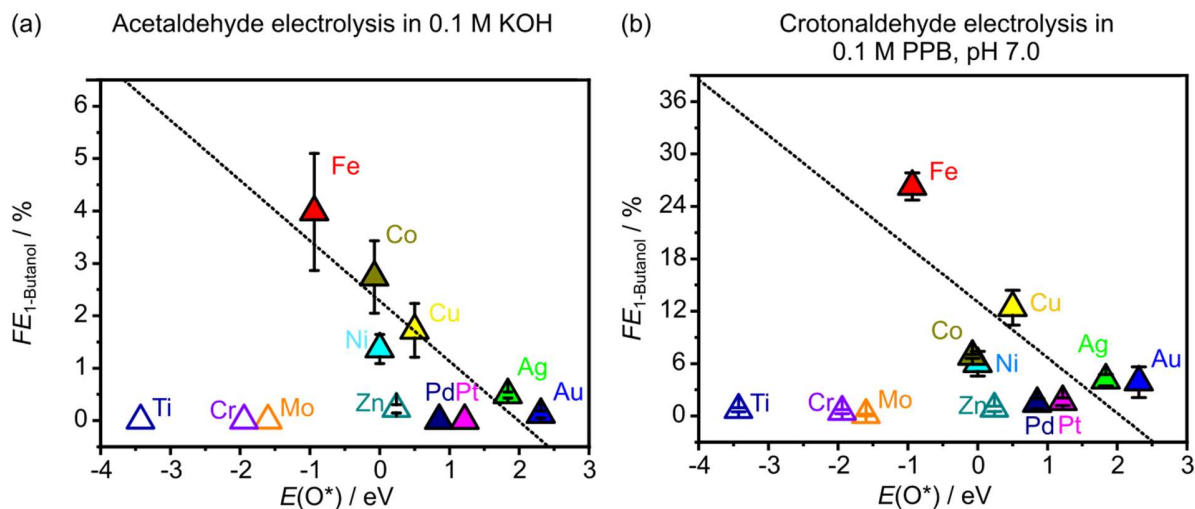 (a) Acetaldehyde electrolysis in 0.1 M KOH
FE1-Butanol / %
6
5
4
3
2
1
0
Fe
Co
Cu
Ni
Ag
Ti
Cr
Mo
Zn
Pd
Pt
Au
-4 -3 -2 -1 0 1 2 3
E(O*) / eV
(b) Crotonaldehyde electrolysis in
0.1 M PPB, pH 7.0
FE1-Butanol / %
36
30
24
18
12
6
0
Fe
Cu
Co
Ni
Ag
Au
Ti
Cr
Mo
Zn
Pd
Pt
-4 -3 -2 -1 0 1 2 3
E(O*) / eV